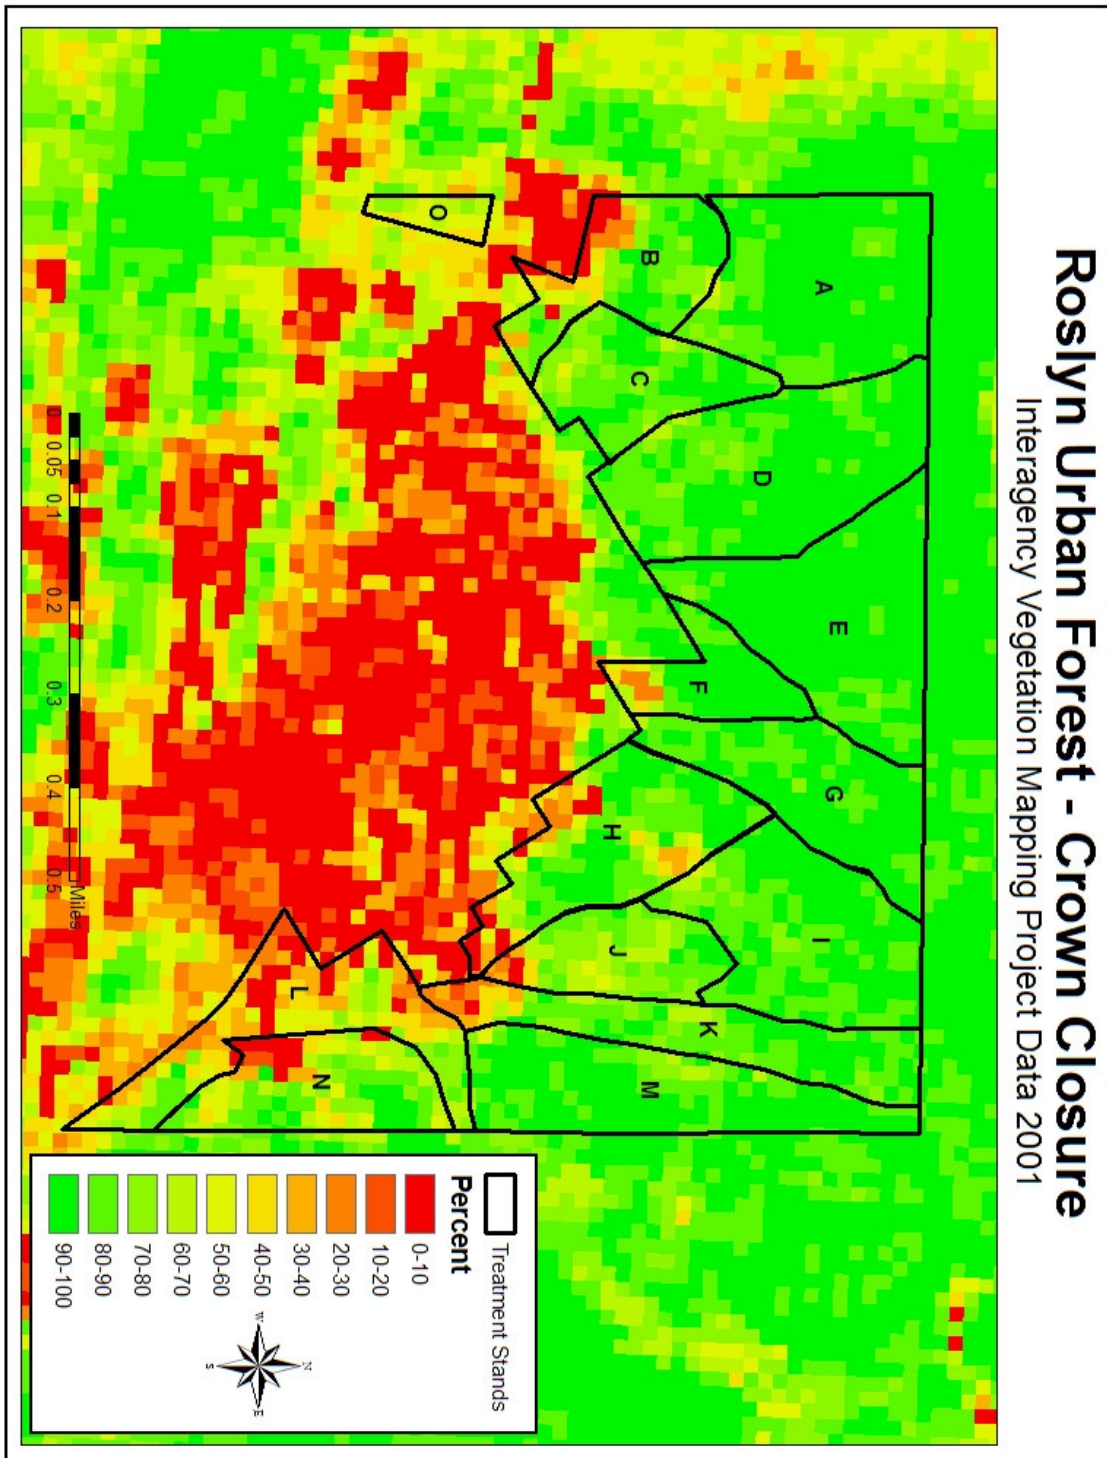 Roslyn Urban Forest - Crown Closure
Interagency Vegetation Mapping Project Data 2001
A
B
C
D
E
F
G
H
I
J
K
L
M
N
O
0 0.05 0.1 0.2 0.3 0.4 0.5
Miles
Treatment Stands
Percent
0-10
10-20
20-30
30-40
40-50
50-60
60-70
70-80
80-90
90-100
N
W
E
S